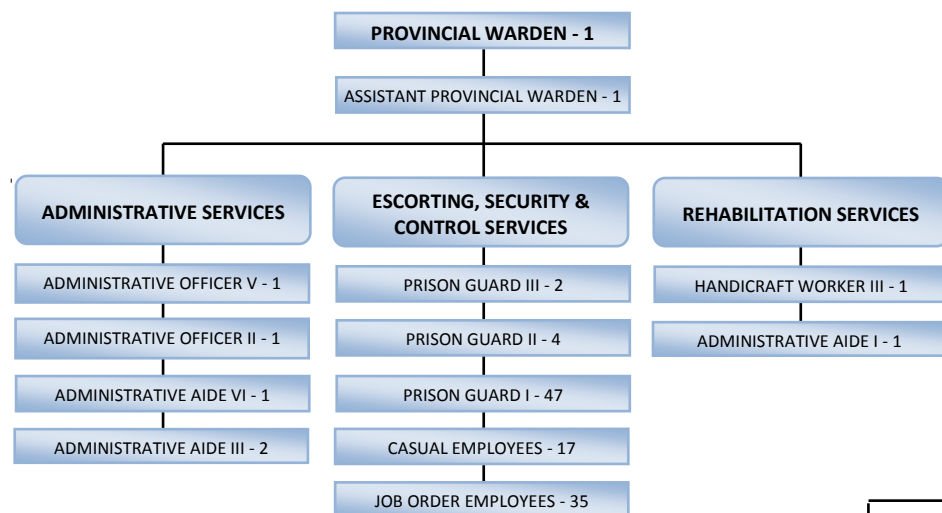 PROVINCIAL WARDEN - 1
ASSISTANT PROVINCIAL WARDEN - 1
ADMINISTRATIVE SERVICES
ADMINISTRATIVE OFFICER V - 1
ADMINISTRATIVE OFFICER II - 1
ADMINISTRATIVE AIDE VI - 1
ADMINISTRATIVE AIDE III - 2
ESCORTING, SECURITY &
CONTROL SERVICES
PRISON GUARD III - 2
PRISON GUARD II - 4
PRISON GUARD I - 47
CASUAL EMPLOYEES - 17
JOB ORDER EMPLOYEES - 35
REHABILITATION SERVICES
HANDICRAFT WORKER III - 1
ADMINISTRATIVE AIDE I - 1